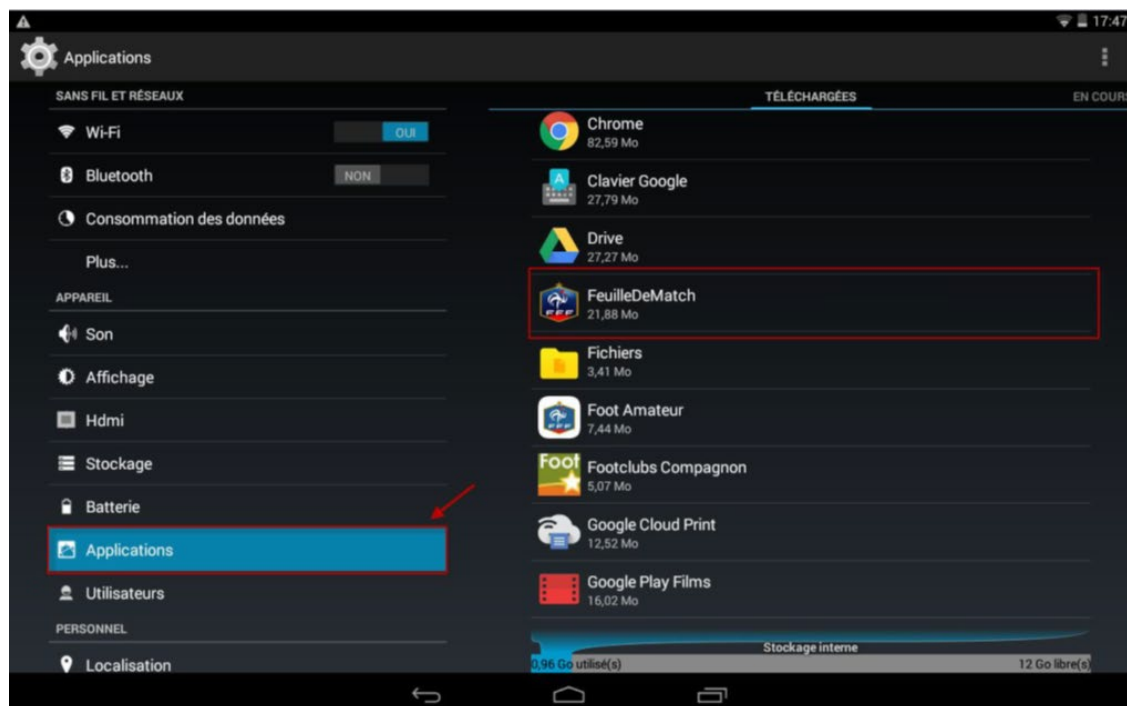 17:47
Applications
SANS FIL ET RÉSEAUX
Wi-Fi
OUI
Bluetooth
NON
Consommation des données
Plus...
APPAREIL
Son
Affichage
Hdmi
Stockage
Batterie
Applications
Utilisateurs
PERSONNEL
Localisation
TÉLÉCHARGÉES
EN COURS
Chrome
82,59 Mo
Clavier Google
27,79 Mo
Drive
27,27 Mo
FeuilleDeMatch
21,88 Mo
FFF
Fichiers
3,41 Mo
Foot Amateur
7,44 Mo
FFF
Foot
Footclubs Compagnon
5,07 Mo
Google Cloud Print
12,52 Mo
Google Play Films
16,02 Mo
Stockage interne
0,96 Go utilisé(s)
12 Go libre(s)